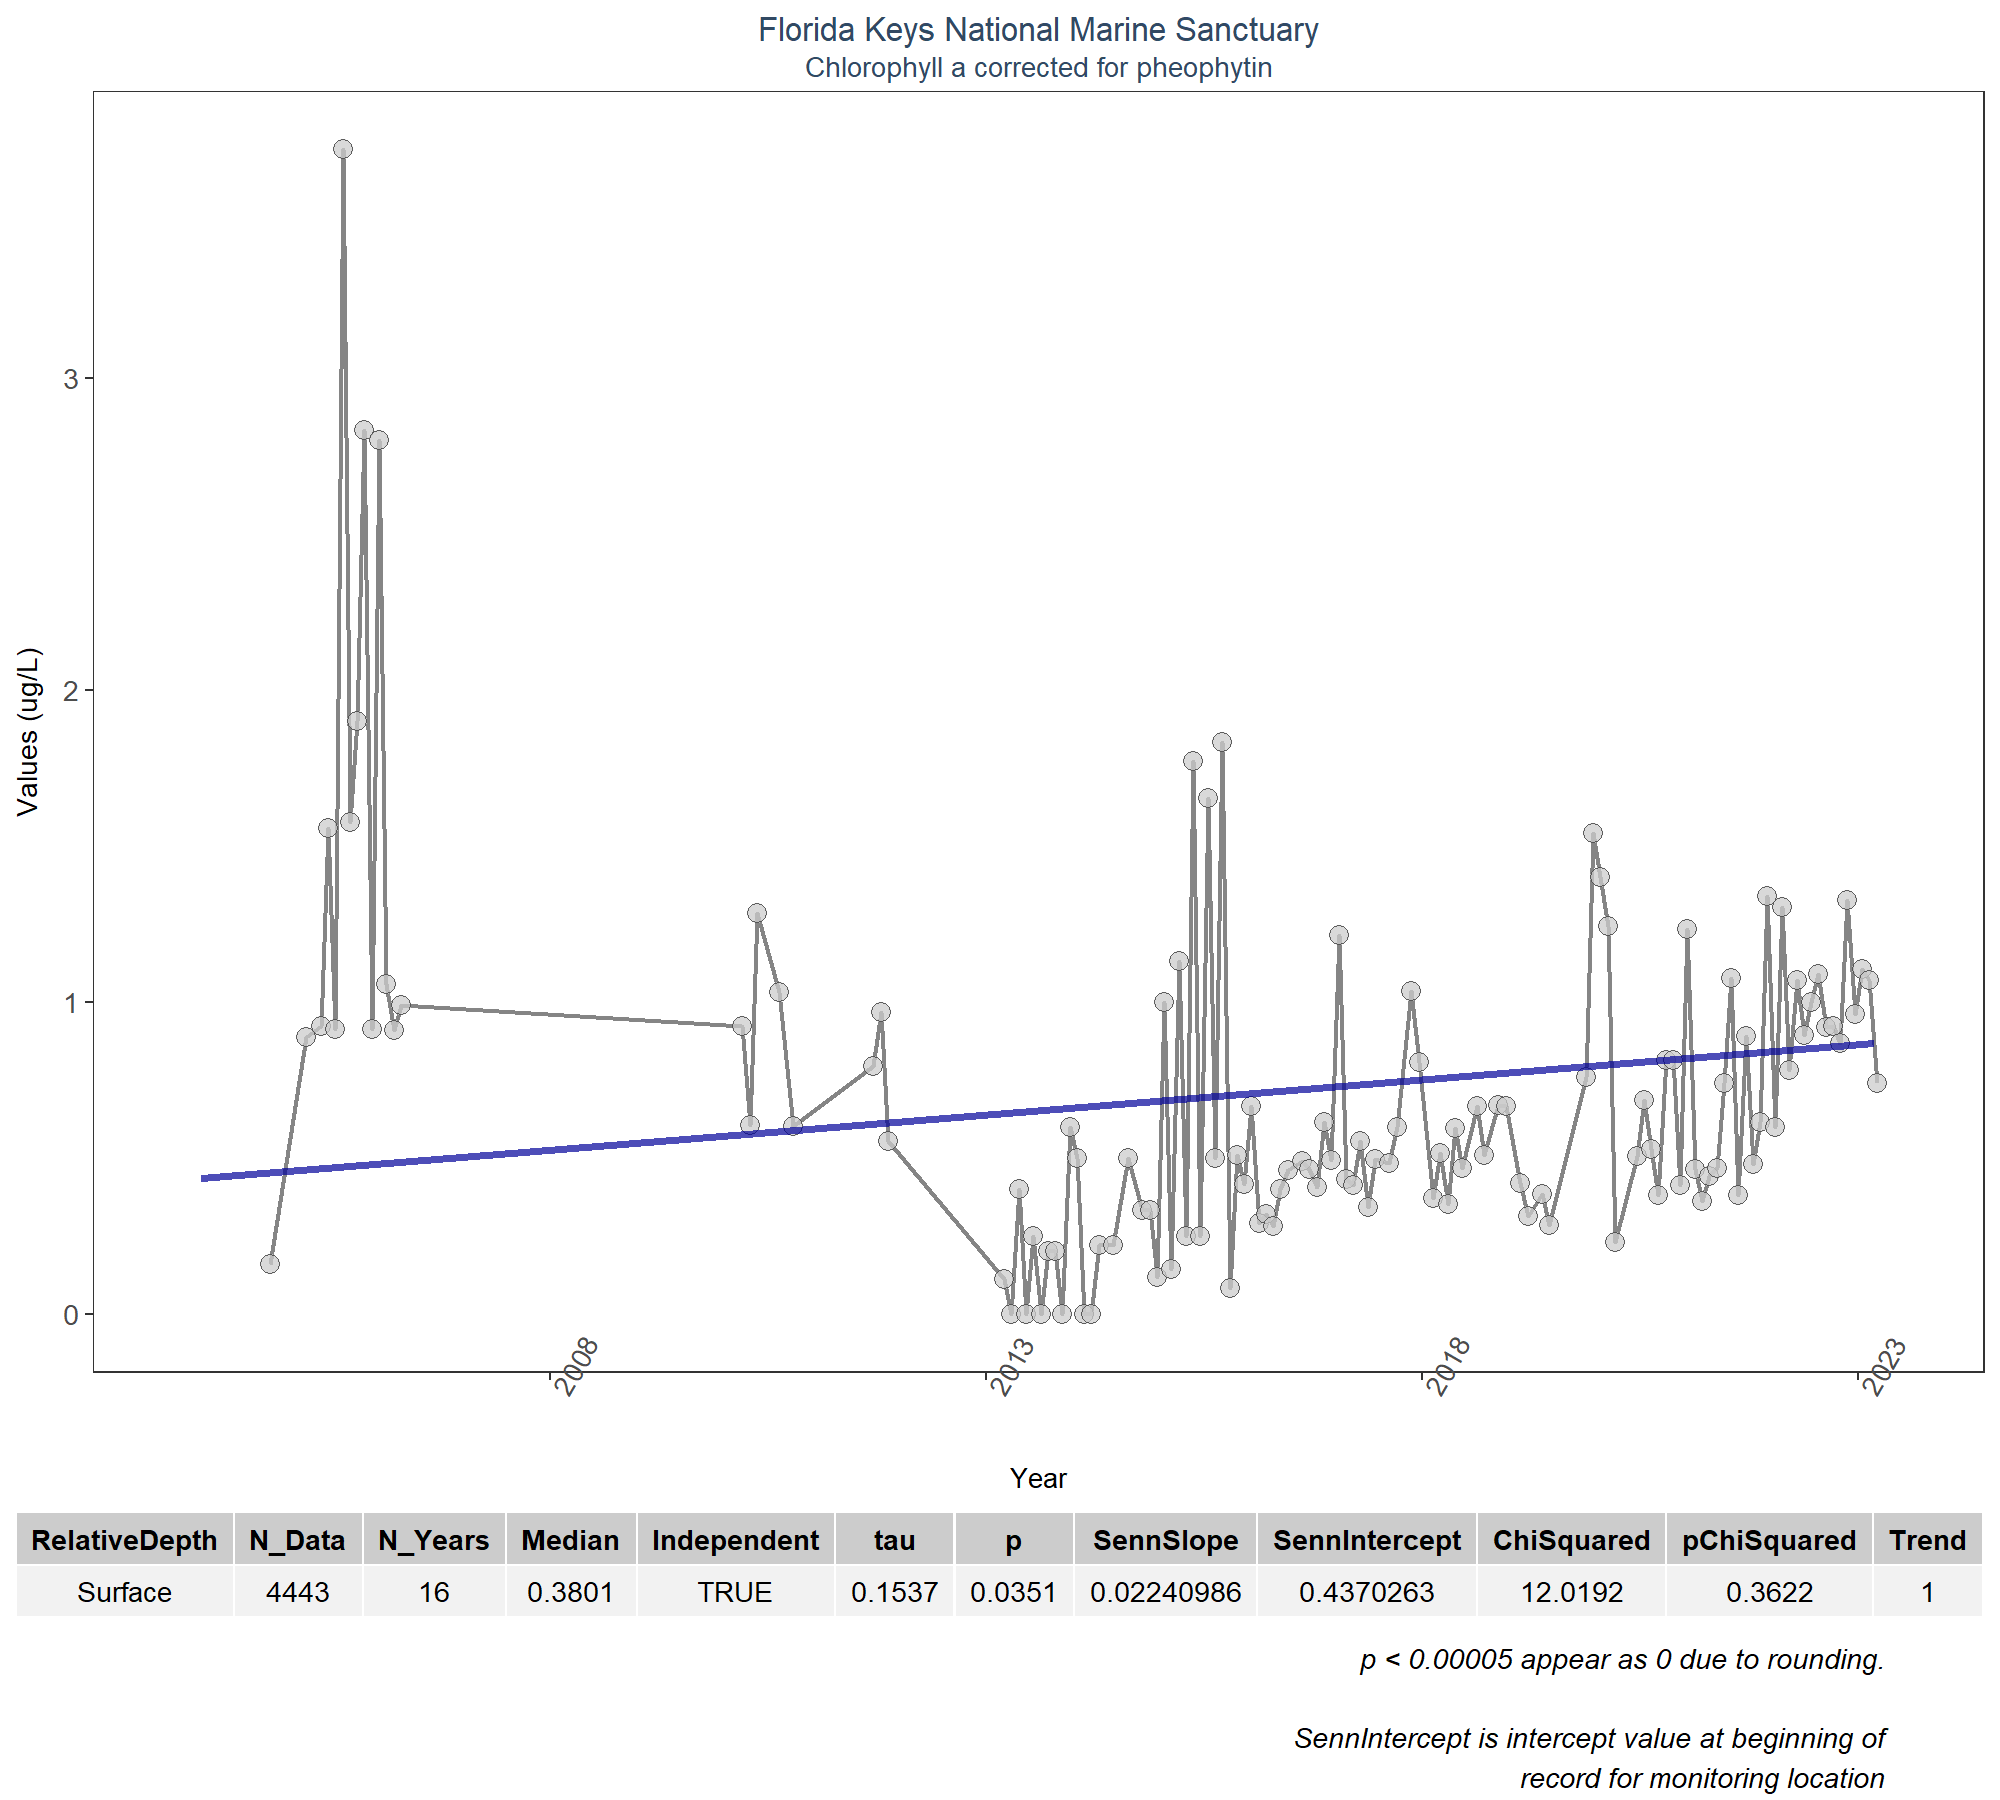 Florida Keys National Marine Sanctuary
Chlorophyll a corrected for pheophytin
Values (ug/L)
3
2
1
0
2008 2013 2018 2023
Year
RelativeDepth N_Data N_Years Median Independent tau p SennSlope SennIntercept ChiSquared pChiSquared Trend
Surface 4443 16 0.3801 TRUE 0.1537 0.0351 0.02240986 0.4370263 12.0192 0.3622 1
p < 0.00005 appear as 0 due to rounding.
SennIntercept is intercept value at beginning of
record for monitoring location